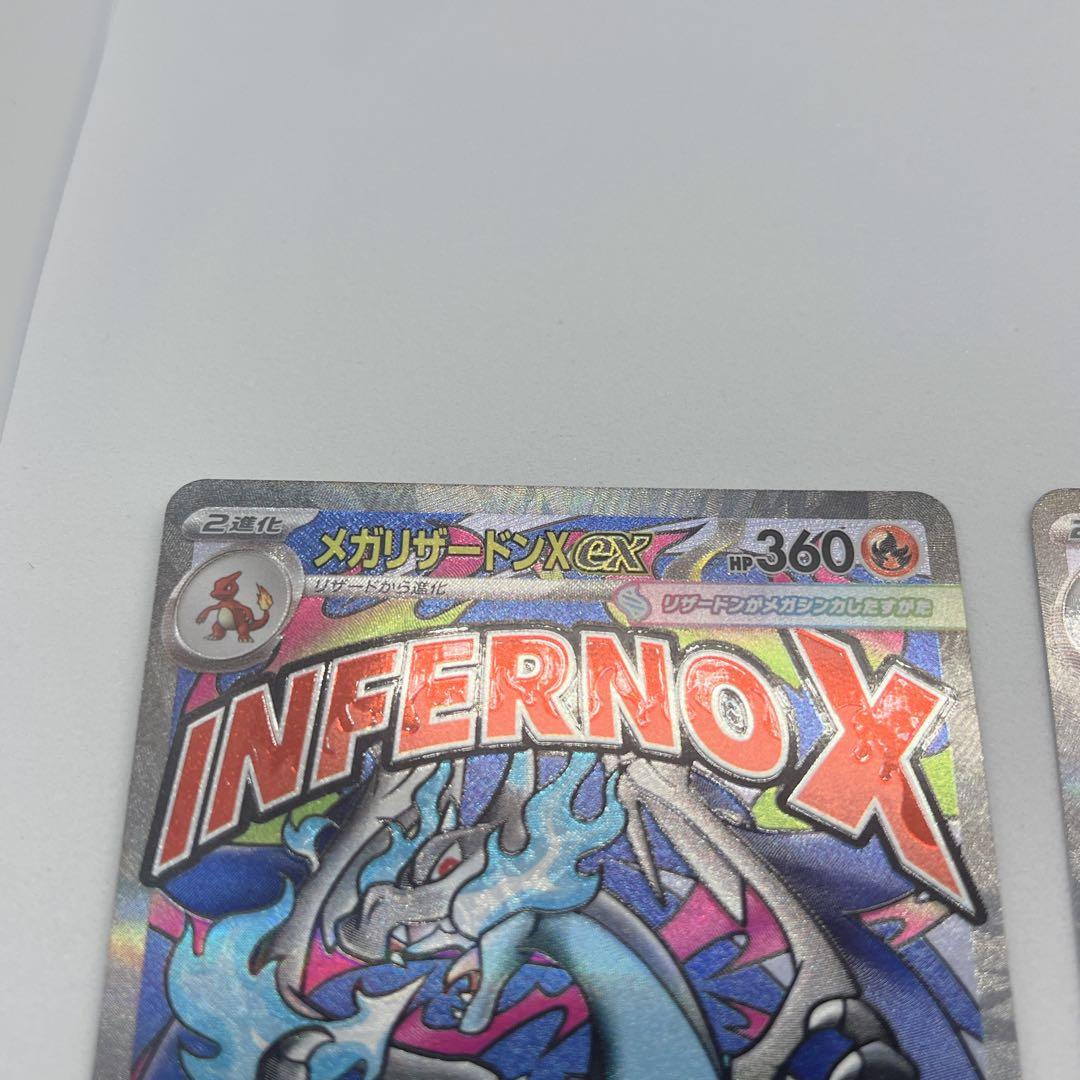 2進化
メガリザードンXex
HP360
リザードから進化
リザードンがメガシンカしたすがた
INFERNO X